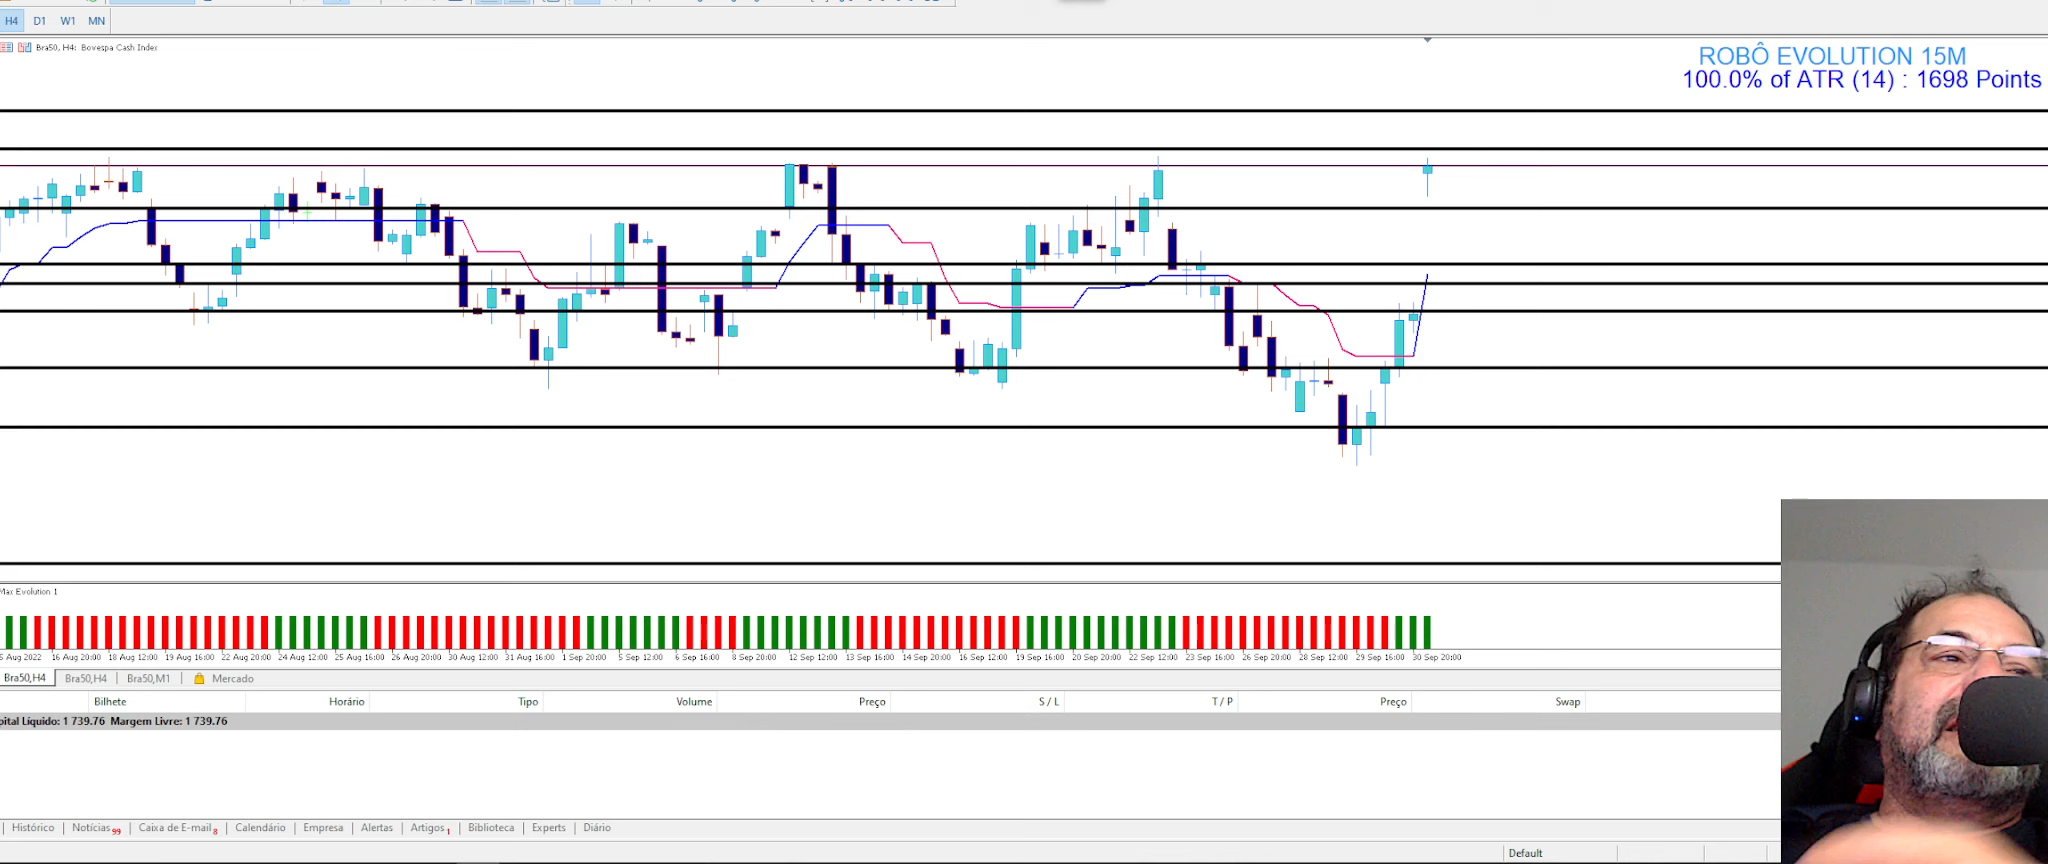 H4 D1 W1 MN
Bra50, H4: Bovespa Cash Index
ROBÔ EVOLUTION 15M
100.0% of ATR (14) : 1698 Points
Max Evolution 1
5 Aug 2022 16 Aug 20:00 18 Aug 12:00 19 Aug 16:00 22 Aug 20:00 24 Aug 12:00 25 Aug 16:00 26 Aug 20:00 30 Aug 12:00 31 Aug 16:00 1 Sep 20:00 5 Sep 12:00 6 Sep 16:00 8 Sep 20:00 12 Sep 12:00 13 Sep 16:00 14 Sep 20:00 16 Sep 12:00 19 Sep 16:00 20 Sep 20:00 22 Sep 12:00 23 Sep 16:00 26 Sep 20:00 28 Sep 12:00 29 Sep 16:00 30 Sep 20:00
Bra50,H4 Bra50,H4 Bra50,M1 Mercado
Bilhete Horário Tipo Volume Preço S / L T / P Preço Swap
pital Líquido: 1 739.76 Margem Livre: 1 739.76
Histórico Notícias 99 Caixa de E-mail 8 Calendário Empresa Alertas Artigos 1 Biblioteca Experts Diário
Default